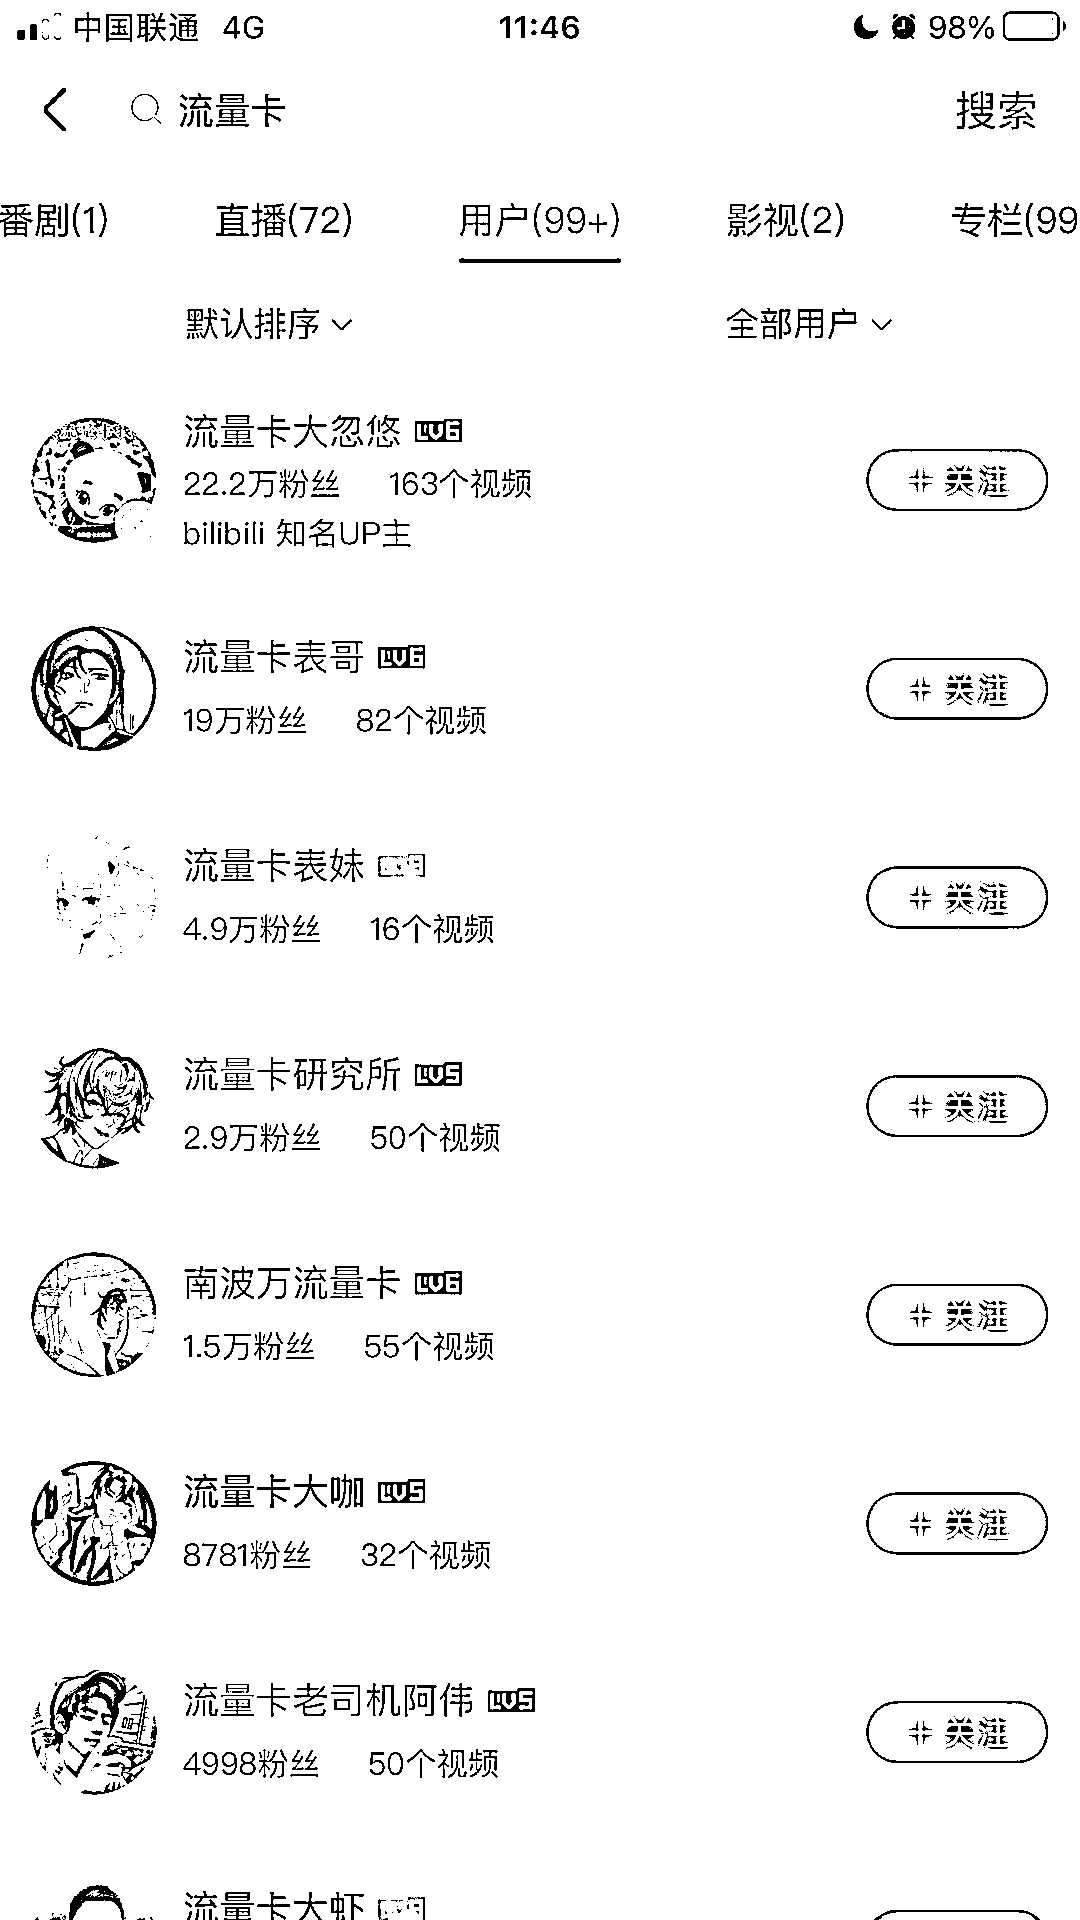 中国联通 4G 11:46 98%
流量卡 搜索
番剧(1) 直播(72) 用户(99+) 影视(2) 专栏(99
默认排序 全部用户
流量卡大忽悠 LV6
22.2万粉丝 163个视频
bilibili 知名UP主
+ 关注
流量卡表哥 LV6
19万粉丝 82个视频
+ 关注
流量卡表妹
4.9万粉丝 16个视频
+ 关注
流量卡研究所 LV5
2.9万粉丝 50个视频
+ 关注
南波万流量卡 LV6
1.5万粉丝 55个视频
+ 关注
流量卡大咖 LV5
8781粉丝 32个视频
+ 关注
流量卡老司机阿伟 LV5
4998粉丝 50个视频
+ 关注
流量卡大虾